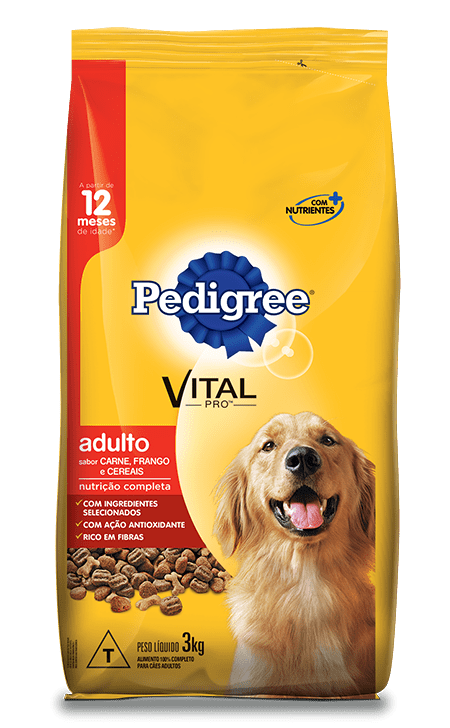 A partir de
12
meses
de idade*
COM
NUTRIENTES
Pedigree®
VITAL
PRO™
adulto
sabor CARNE, FRANGO
e CEREAIS
nutrição completa
COM INGREDIENTES
SELECIONADOS
COM AÇÃO ANTIOXIDANTE
RICO EM FIBRAS
T
PESO LÍQUIDO 3kg
ALIMENTO 100% COMPLETO
PARA CÃES ADULTOS